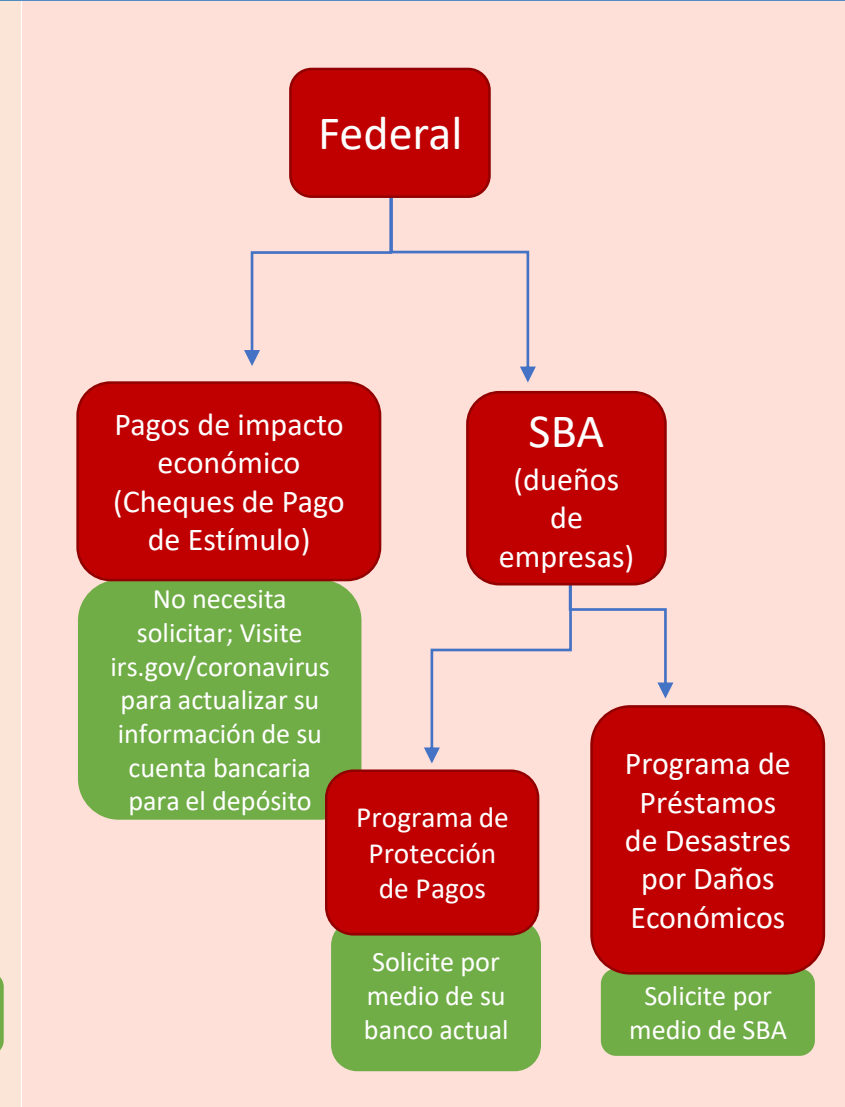 Federal
Pagos de impacto
económico
(Cheques de Pago
de Estímulo)
No necesita
solicitar; Visite
irs.gov/coronavirus
para actualizar su
información de su
cuenta bancaria
para el depósito
SBA
(dueños
de
empresas)
Programa de
Protección
de Pagos
Solicite por
medio de su
banco actual
Programa de
Préstamos
de Desastres
por Daños
Económicos
Solicite por
medio de SBA